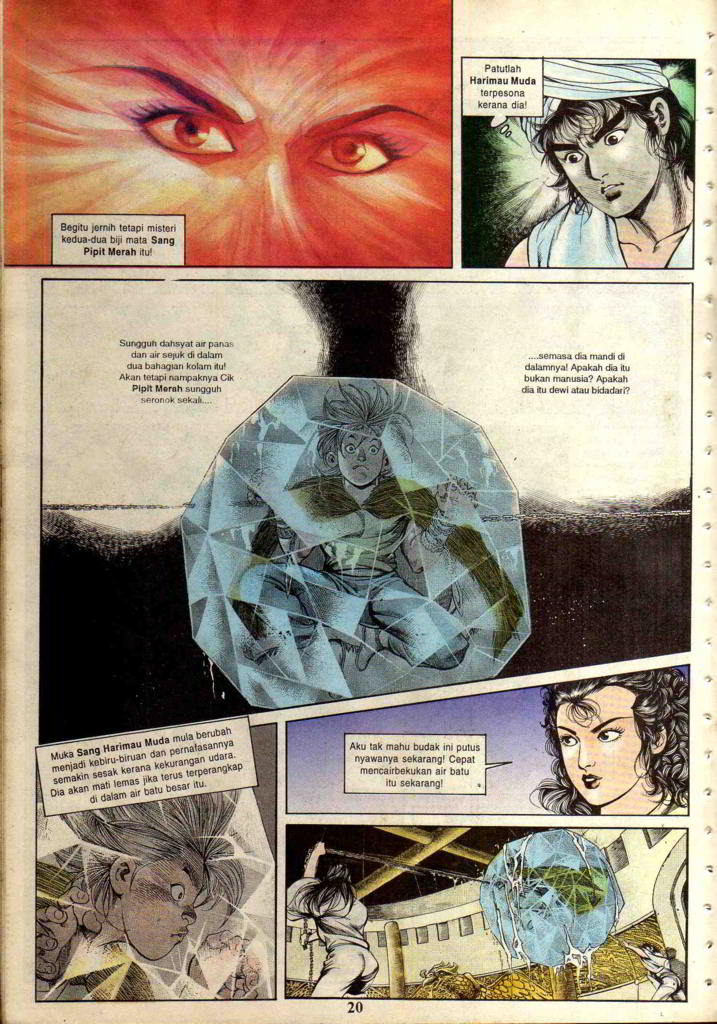 Patutlah
Harimau Muda
terpesona
kerana dia!
Begitu jernih tetapi misteri
kedua-dua biji mata Sang
Pipit Merah itu!
Sungguh dahsyat air panas
dan air sejuk di dalam
dua bahagian kolam itu!
Akan tetapi nampaknya Cik
Pipit Merah sungguh
seronok sekali....
....semasa dia mandi di
dalamnya! Apakah dia itu
bukan manusia? Apakah
dia itu dewi atau bidadari?
Muka Sang Harimau Muda mula berubah
menjadi kebiru-biruan dan pernafasannya
semakin sesak kerana kekurangan udara.
Dia akan mati lemas jika terus terperangkap
di dalam air batu besar itu.
Aku tak mahu budak ini putus
nyawanya sekarang! Cepat
mencairbekukan air batu
itu sekarang!
20